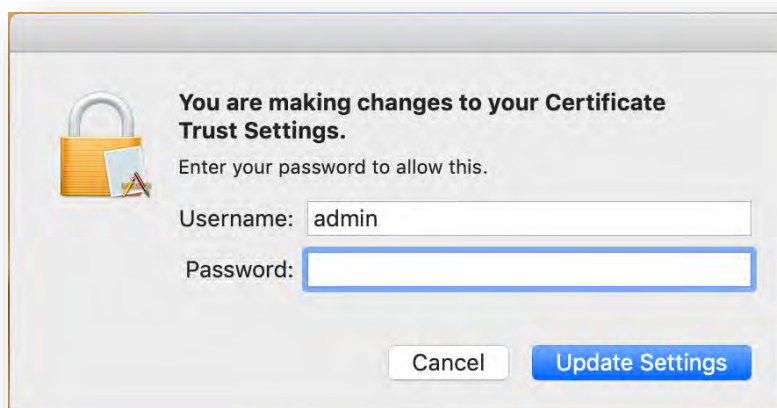 You are making changes to your Certificate
Trust Settings.
Enter your password to allow this.
Username: admin
Password:
Cancel Update Settings